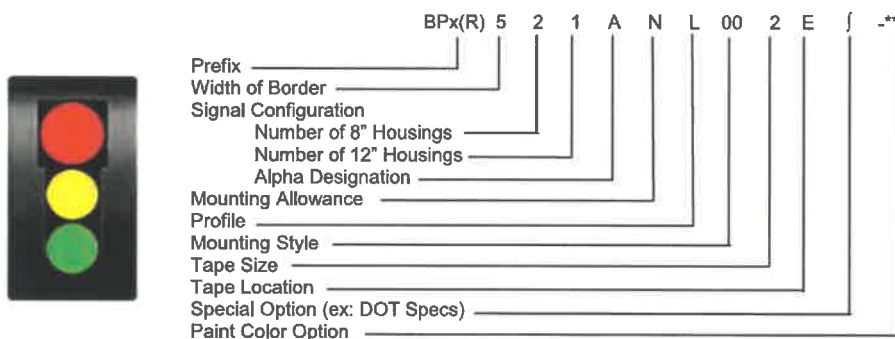 BPx(R) 5 2 1 A N L 00 2 E ∫ -**
Prefix
Width of Border
Signal Configuration
Number of 8" Housings
Number of 12" Housings
Alpha Designation
Mounting Allowance
Profile
Mounting Style
Tape Size
Tape Location
Special Option (ex: DOT Specs)
Paint Color Option